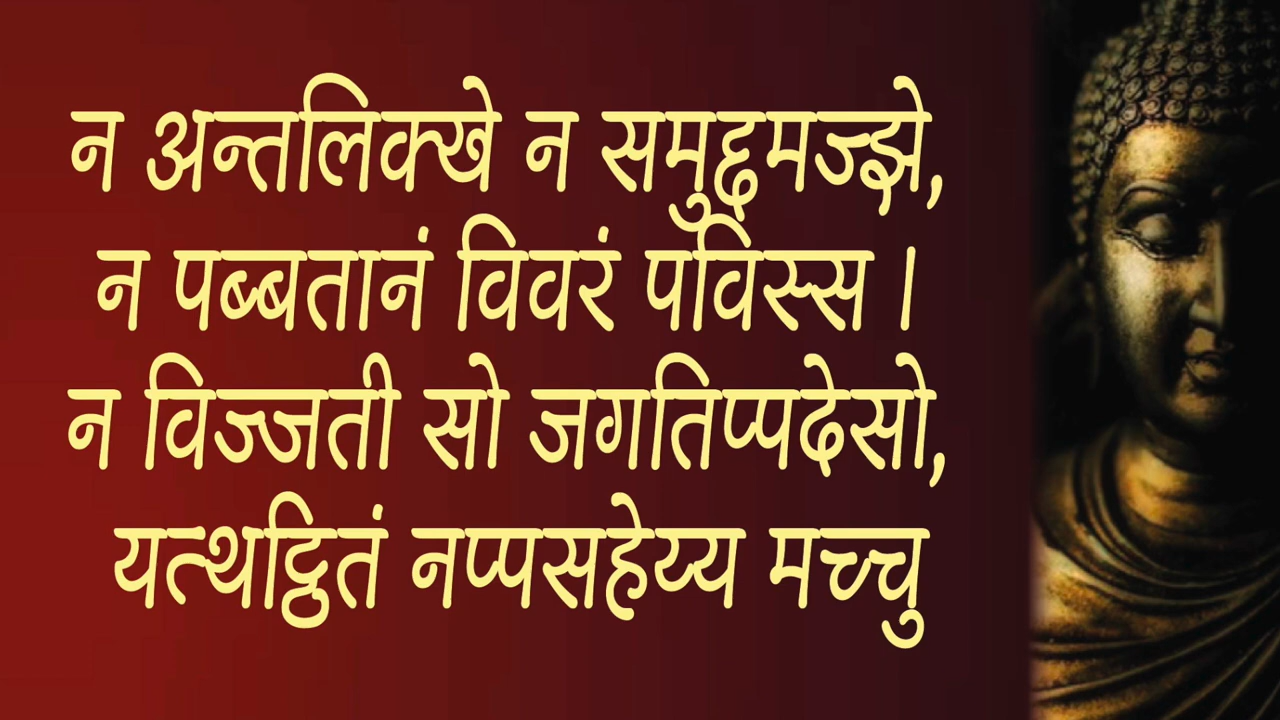 न अन्तलिक्खे न समुद्दमज्झे,
न पब्बतानं विवरं पविस्स ।
न विज्जती सो जगतिप्पदेसो,
यत्थट्ठितं नप्पसहेय्य मच्चु